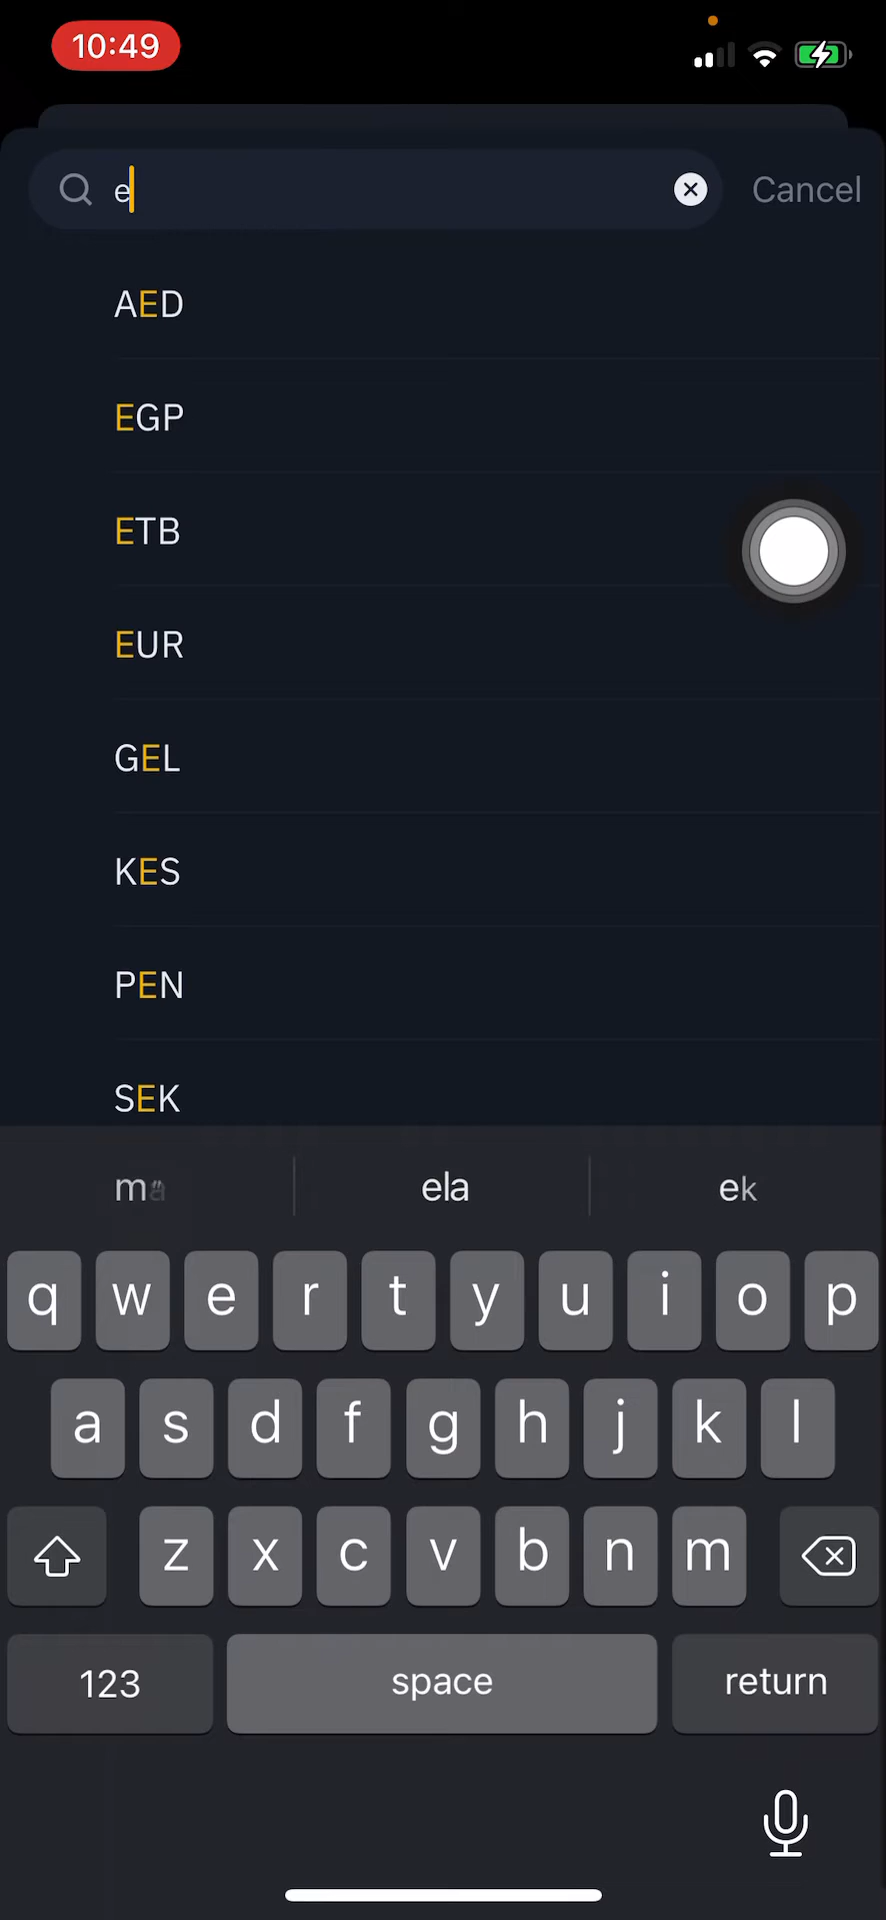 10:49
e
Cancel
AED
EGP
ETB
EUR
GEL
KES
PEN
SEK
ela
ek
q w e r t y u i o p
a s d f g h j k l
z x c v b n m
123
space
return